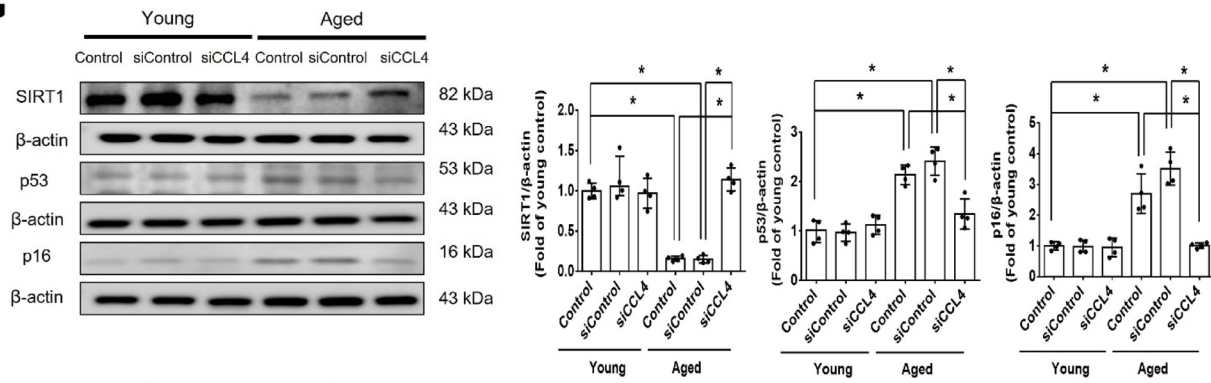 Young Aged
Control siControl siCCL4 Control siControl siCCL4
SIRT1 82 kDa
β-actin 43 kDa
p53 53 kDa
β-actin 43 kDa
p16 16 kDa
β-actin 43 kDa
* *
* *
SIRT1/β-actin
(Fold of young control)
2.0
1.5
1.0
0.5
0.0
Control siControl siCCL4 Control siControl siCCL4
Young Aged
* *
* *
p53/β-actin
(Fold of young control)
3
2
1
0
Control siControl siCCL4 Control siControl siCCL4
Young Aged
* *
* *
p16/β-actin
(Fold of young control)
5
4
3
2
1
0
Control siControl siCCL4 Control siControl siCCL4
Young Aged